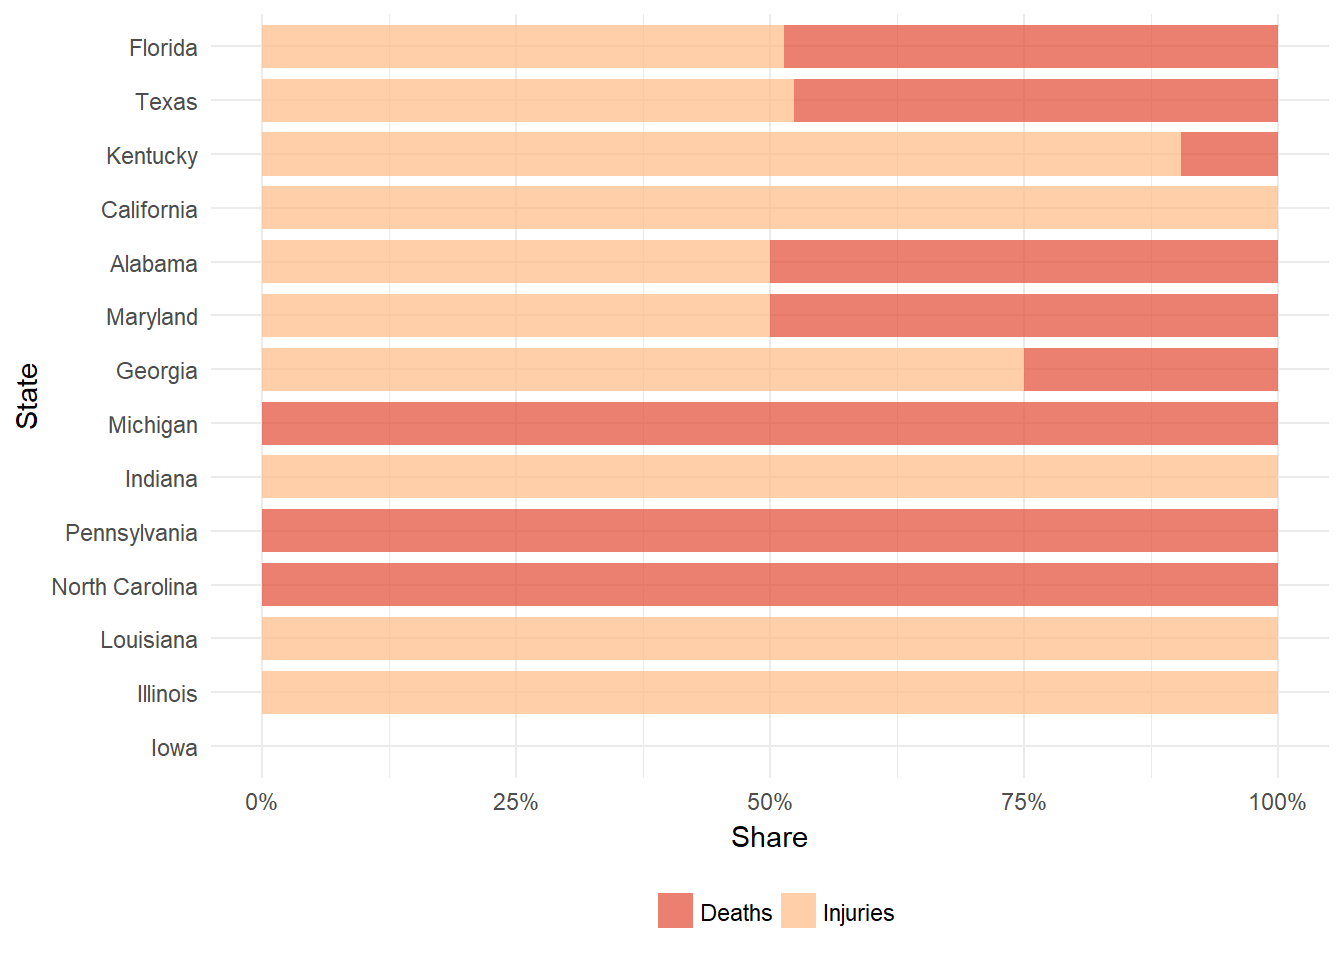 Florida
Texas
Kentucky
California
Alabama
Maryland
Georgia
Michigan
Indiana
Pennsylvania
North Carolina
Louisiana
Illinois
Iowa
State
0% 25% 50% 75% 100%
Share
Deaths Injuries